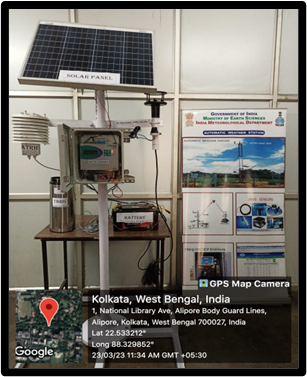 SOLAR PANEL
GOVERNMENT OF INDIA
MINISTRY OF EARTH SCIENCES
INDIA METEOROLOGICAL DEPARTMENT
AUTOMATIC WEATHER STATION
BATTERY
GPS Map Camera
Kolkata, West Bengal, India
1, National Library Ave, Alipore Body Guard Lines,
Alipore, Kolkata, West Bengal 700027, India
Lat 22.533212°
Long 88.329852°
23/03/23 11:34 AM GMT +05:30
Google